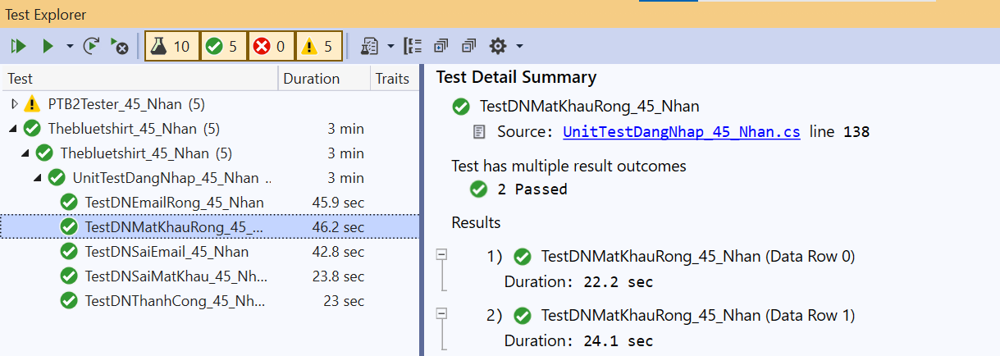 Test Explorer
10 5 0 5
Test Duration Traits
PTB2Tester_45_Nhan (5)
Thebluetshirt_45_Nhan (5) 3 min
Thebluetshirt_45_Nhan (5) 3 min
UnitTestDangNhap_45_Nhan .. 3 min
TestDNEmailRong_45_Nhan 45.9 sec
TestDNMatKhauRong_45_... 46.2 sec
TestDNSaiEmail_45_Nhan 42.8 sec
TestDNSaiMatKhau_45_Nh... 23.8 sec
TestDNThanhCong_45_Nh... 23 sec
Test Detail Summary
TestDNMatKhauRong_45_Nhan
Source: UnitTestDangNhap_45_Nhan.cs line 138
Test has multiple result outcomes
2 Passed
Results
1) TestDNMatKhauRong_45_Nhan (Data Row 0)
Duration: 22.2 sec
2) TestDNMatKhauRong_45_Nhan (Data Row 1)
Duration: 24.1 sec